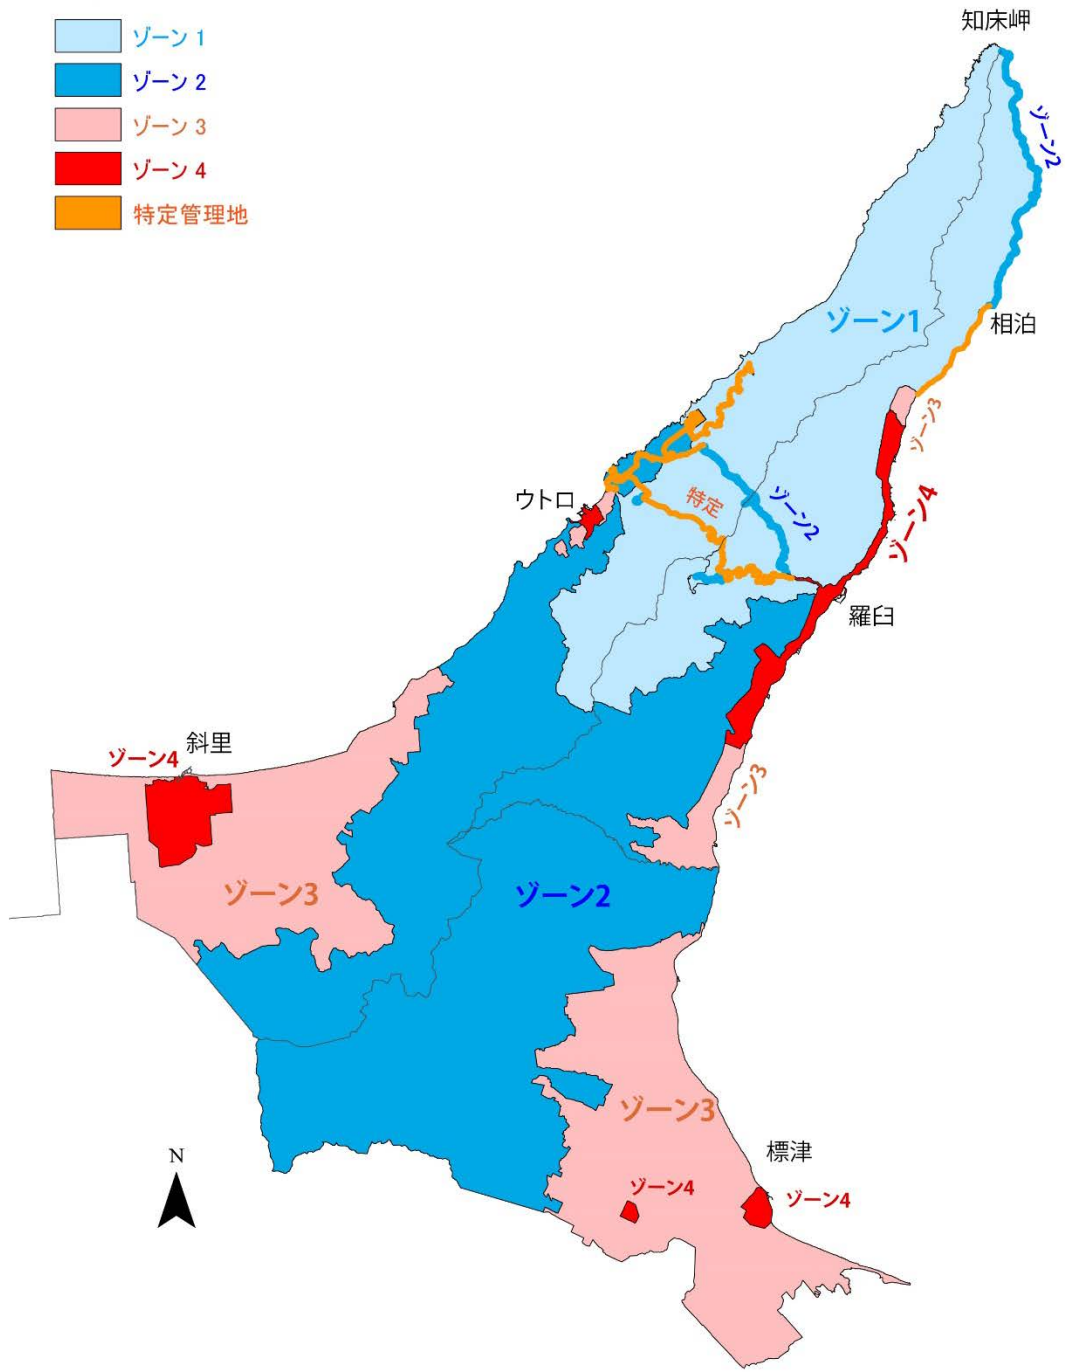 知床岬
ゾーン 1
ゾーン 2
ゾーン 3
ゾーン 4
特定管理地
ゾーン2
ゾーン1
相泊
ゾーン3
ウトロ
特定
ゾーン2
ゾーン4
羅臼
斜里
ゾーン4
ゾーン3
ゾーン3
ゾーン2
ゾーン3
標津
N
ゾーン4
ゾーン4